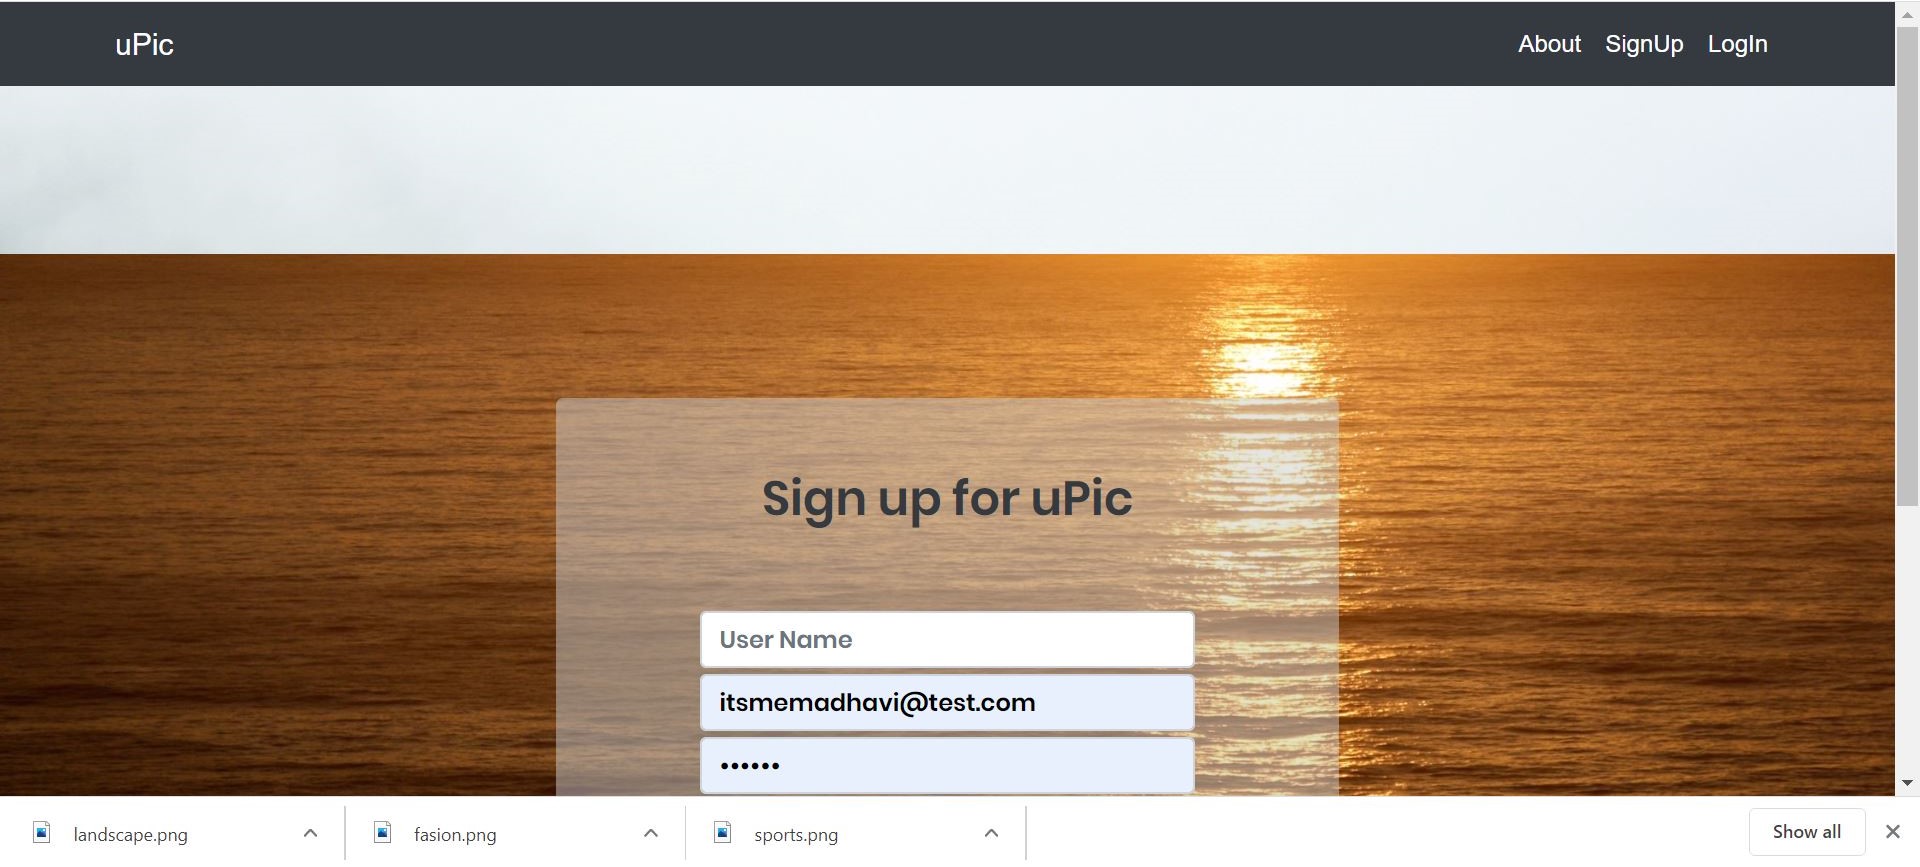 uPic About SignUp LogIn
Sign up for uPic
User Name
itsmemadhavi@test.com
••••••
landscape.png fasion.png sports.png Show all